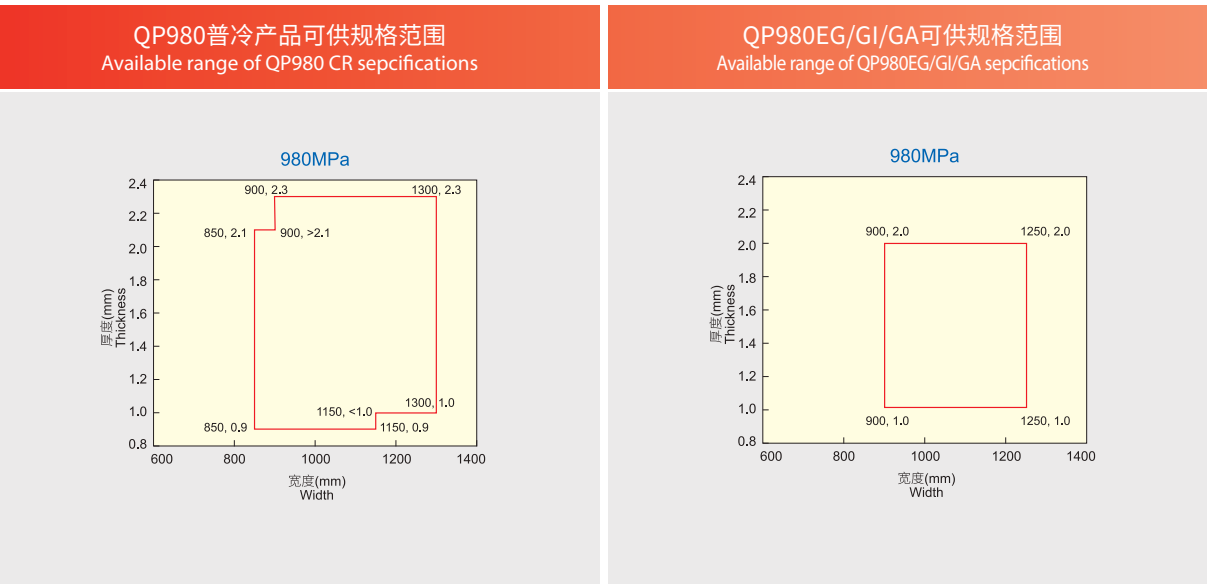 QP980普冷产品可供规格范围
Available range of QP980 CR sepcifications
980MPa
2.4
2.2
2.0
1.8
1.6
1.4
1.2
1.0
0.8
厚度(mm)
Thickness
900, 2.3
1300, 2.3
850, 2.1
900, >2.1
1150, <1.0
1300, 1.0
850, 0.9
1150, 0.9
600
800
1000
1200
1400
宽度(mm)
Width
QP980EG/GI/GA可供规格范围
Available range of QP980EG/GI/GA sepcifications
980MPa
2.4
2.2
2.0
1.8
1.6
1.4
1.2
1.0
0.8
厚度(mm)
Thickness
900, 2.0
1250, 2.0
900, 1.0
1250, 1.0
600
800
1000
1200
1400
宽度(mm)
Width